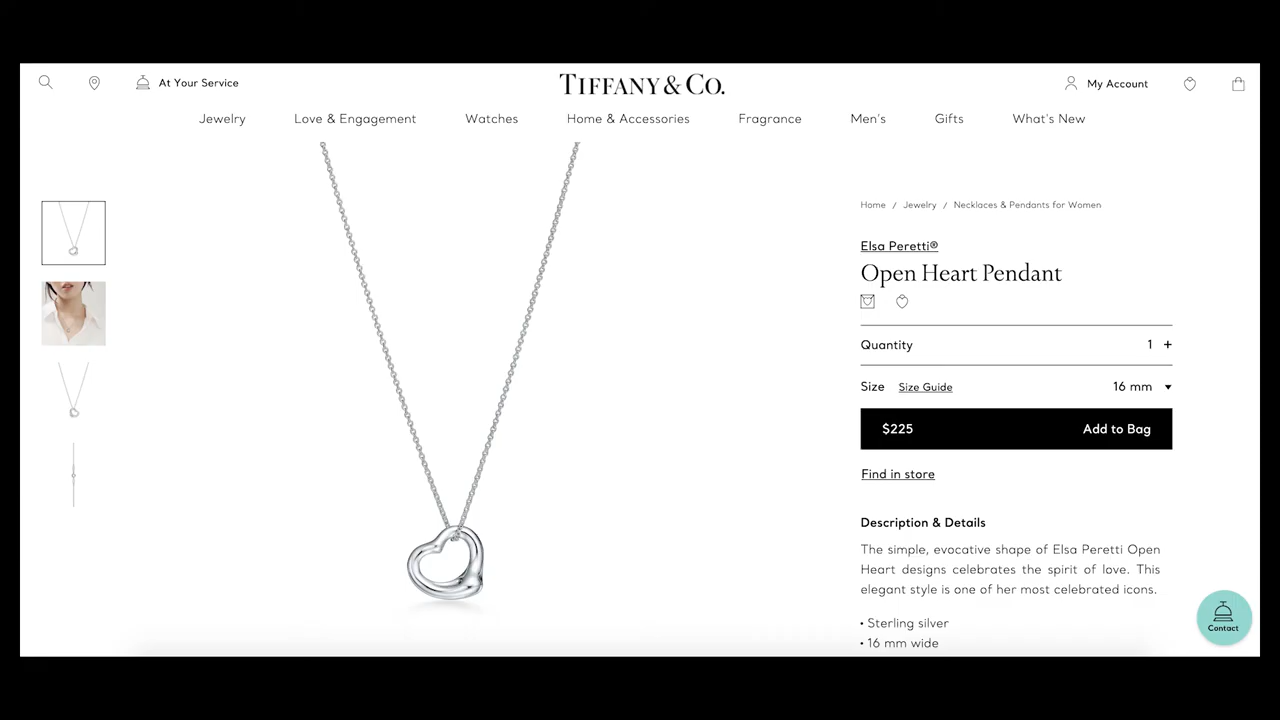 At Your Service
TIFFANY & CO.
My Account
Jewelry
Love & Engagement
Watches
Home & Accessories
Fragrance
Men's
Gifts
What's New
Home / Jewelry / Necklaces & Pendants for Women
Elsa Peretti®
Open Heart Pendant
Quantity 1 +
Size Size Guide 16 mm
$225 Add to Bag
Find in store
Description & Details
The simple, evocative shape of Elsa Peretti Open
Heart designs celebrates the spirit of love. This
elegant style is one of her most celebrated icons.
• Sterling silver
• 16 mm wide
Contact